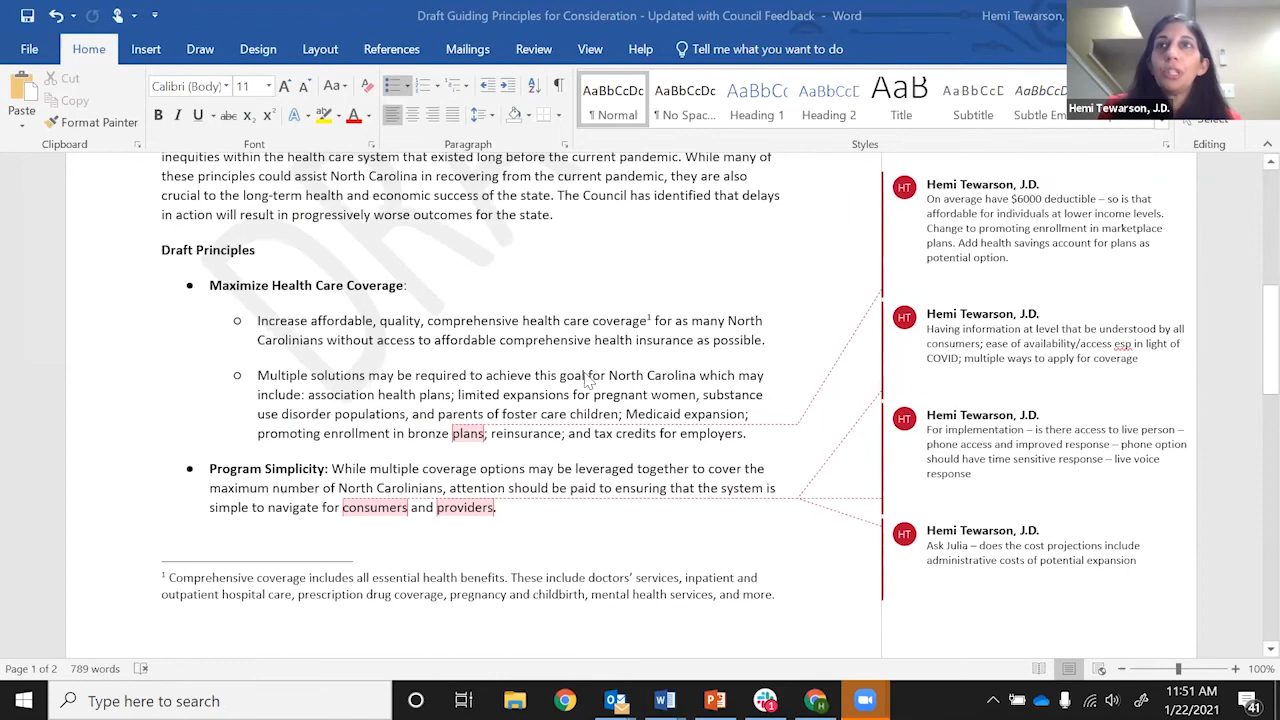 Draft Guiding Principles for Consideration - Updated with Council Feedback - Word
Hemi Tewarson,
File Home Insert Draw Design Layout References Mailings Review View Help Tell me what you want to do
Hemi Tewarson, J.D.
Paste
Cut
Copy
Format Painter
Clipboard
Calibri (Body) 11
Font
Paragraph
AaBbCcDc
¶ Normal
AaBbCcDc
¶ No Spac...
AaBbCc
Heading 1
AaBbCcD
Heading 2
AaB
Title
AaBbCcD
Subtitle
AaBbCcD
Subtle Em
Styles
Select
Editing
inequities within the health care system that existed long before the current pandemic. While many of
these principles could assist North Carolina in recovering from the current pandemic, they are also
crucial to the long-term health and economic success of the state. The Council has identified that delays
in action will result in progressively worse outcomes for the state.
Draft Principles
• Maximize Health Care Coverage:
o Increase affordable, quality, comprehensive health care coverage¹ for as many North
Carolinians without access to affordable comprehensive health insurance as possible.
o Multiple solutions may be required to achieve this goal for North Carolina which may
include: association health plans; limited expansions for pregnant women, substance
use disorder populations, and parents of foster care children; Medicaid expansion;
promoting enrollment in bronze plans; reinsurance; and tax credits for employers.
• Program Simplicity: While multiple coverage options may be leveraged together to cover the
maximum number of North Carolinians, attention should be paid to ensuring that the system is
simple to navigate for consumers and providers.
¹ Comprehensive coverage includes all essential health benefits. These include doctors' services, inpatient and
outpatient hospital care, prescription drug coverage, pregnancy and childbirth, mental health services, and more.
HT Hemi Tewarson, J.D.
On average have $6000 deductible – so is that
affordable for individuals at lower income levels.
Change to promoting enrollment in marketplace
plans. Add health savings account for plans as
potential option.
HT Hemi Tewarson, J.D.
Having information at level that be understood by all
consumers; ease of availability/access esp in light of
COVID; multiple ways to apply for coverage
HT Hemi Tewarson, J.D.
For implementation – is there access to live person –
phone access and improved response – phone option
should have time sensitive response – live voice
response
HT Hemi Tewarson, J.D.
Ask Julia – does the cost projections include
administrative costs of potential expansion
Page 1 of 2 789 words
100%
Type here to search
11:51 AM
1/22/2021
41